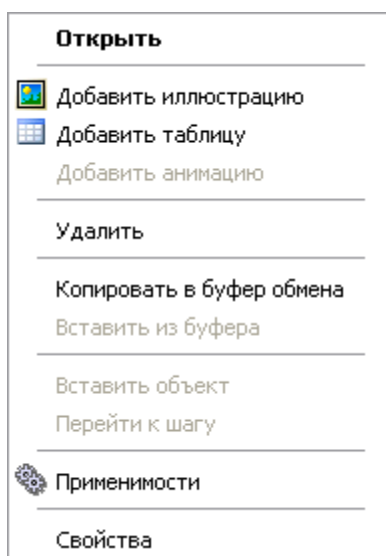 Открыть
Добавить иллюстрацию
Добавить таблицу
Добавить анимацию
Удалить
Копировать в буфер обмена
Вставить из буфера
Вставить объект
Перейти к шагу
Применимости
Свойства